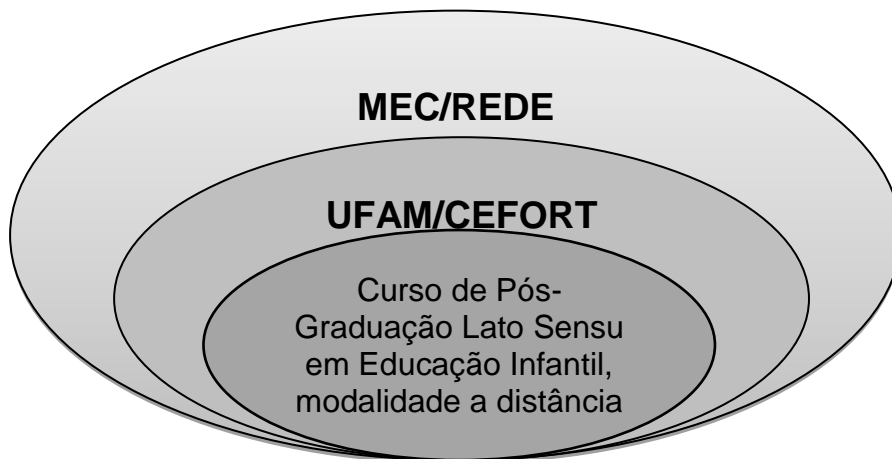 MEC/REDE
UFAM/CEFORT
Curso de Pós-
Graduação Lato Sensu
em Educação Infantil,
modalidade a distância